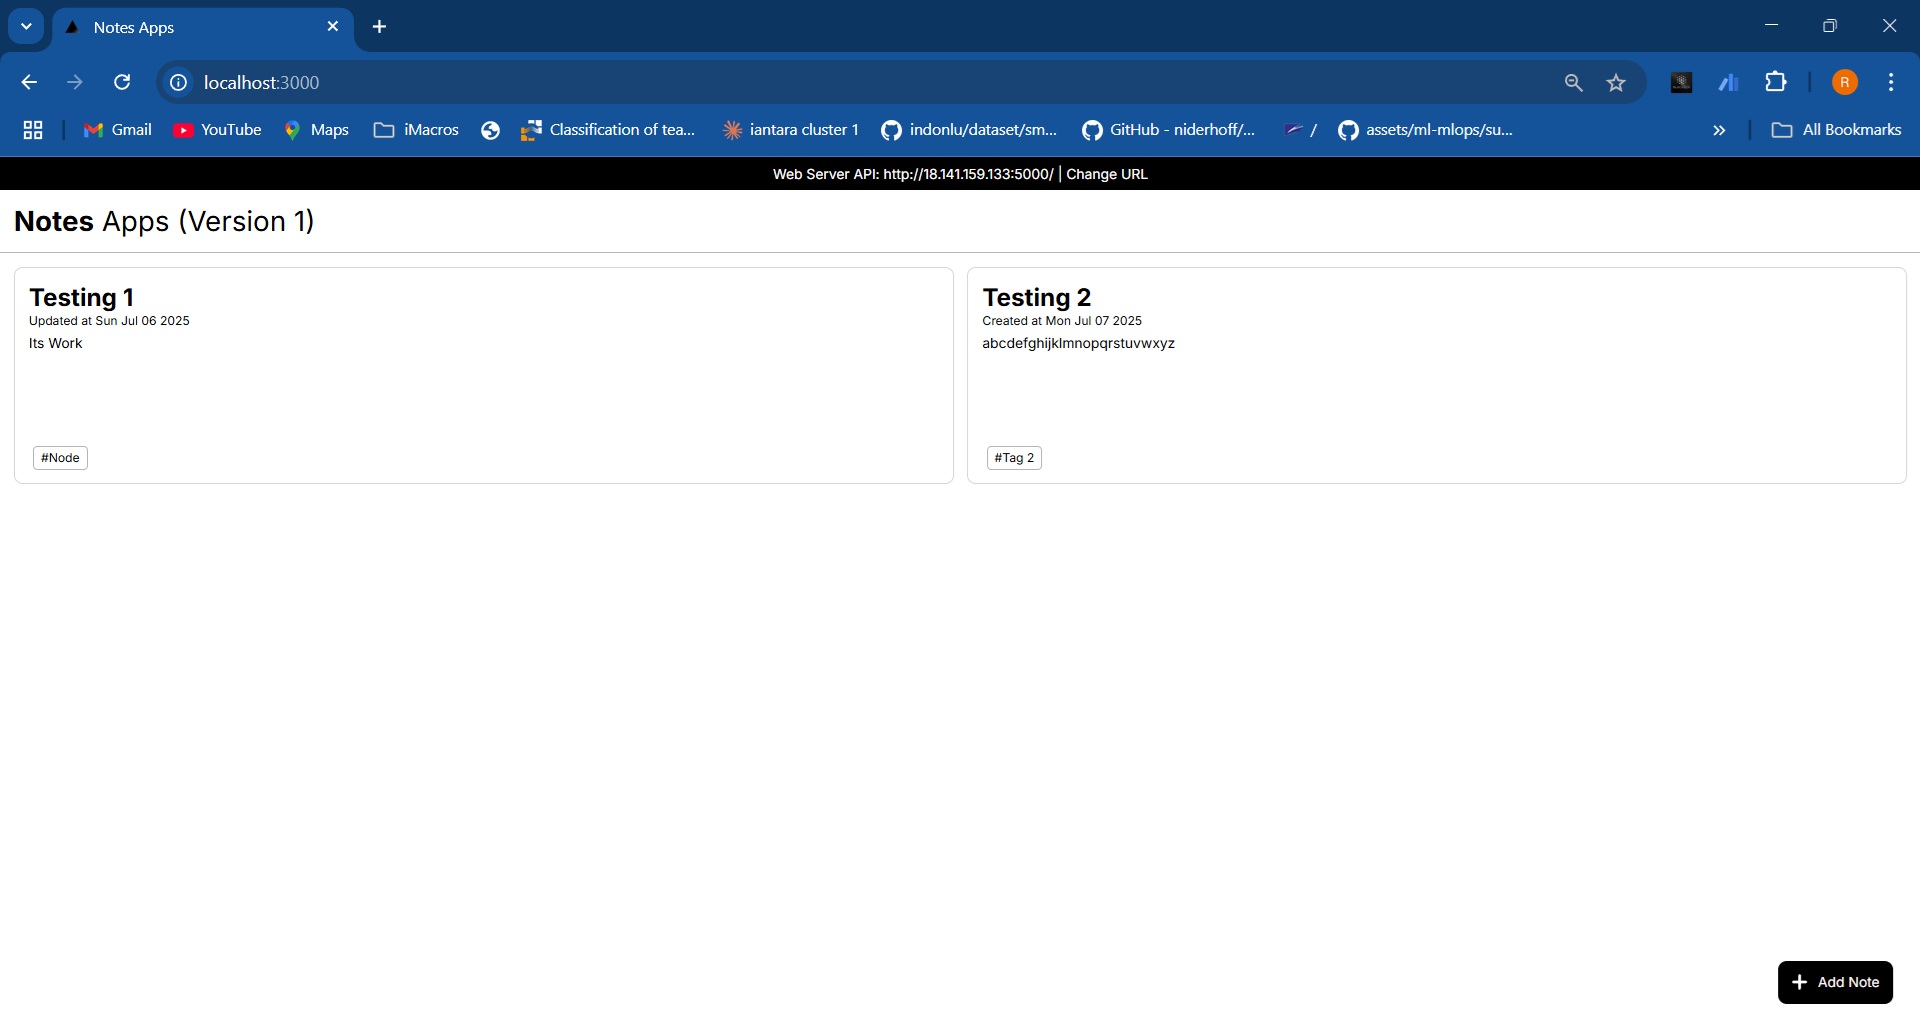 Notes Apps
localhost:3000
R
Gmail
YouTube
Maps
iMacros
Classification of tea...
iantara cluster 1
indonlu/dataset/sm...
GitHub - niderhoff/...
/
assets/ml-mlops/su...
»
All Bookmarks
Web Server API: http://18.141.159.133:5000/ | Change URL
Notes Apps (Version 1)
Testing 1
Updated at Sun Jul 06 2025
Its Work
#Node
Testing 2
Created at Mon Jul 07 2025
abcdefghijklmnopqrstuvwxyz
#Tag 2
+ Add Note